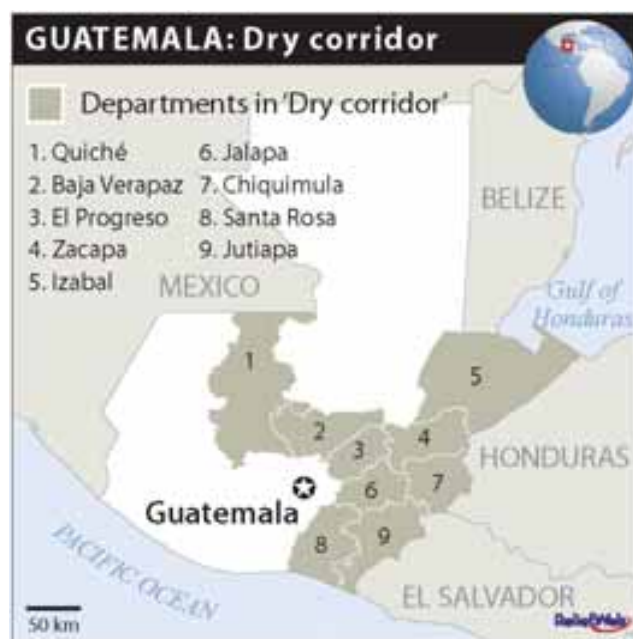 GUATEMALA: Dry corridor
Departments in 'Dry corridor'
1. Quiché
2. Baja Verapaz
3. El Progreso
4. Zacapa
5. Izabal
6. Jalapa
7. Chiquimula
8. Santa Rosa
9. Jutiapa
BELIZE
MEXICO
Gulf of
Honduras
1
5
2
4
3
HONDURAS
6
7
Guatemala
8
9
PACIFIC OCEAN
EL SALVADOR
50 km
ReliefWeb